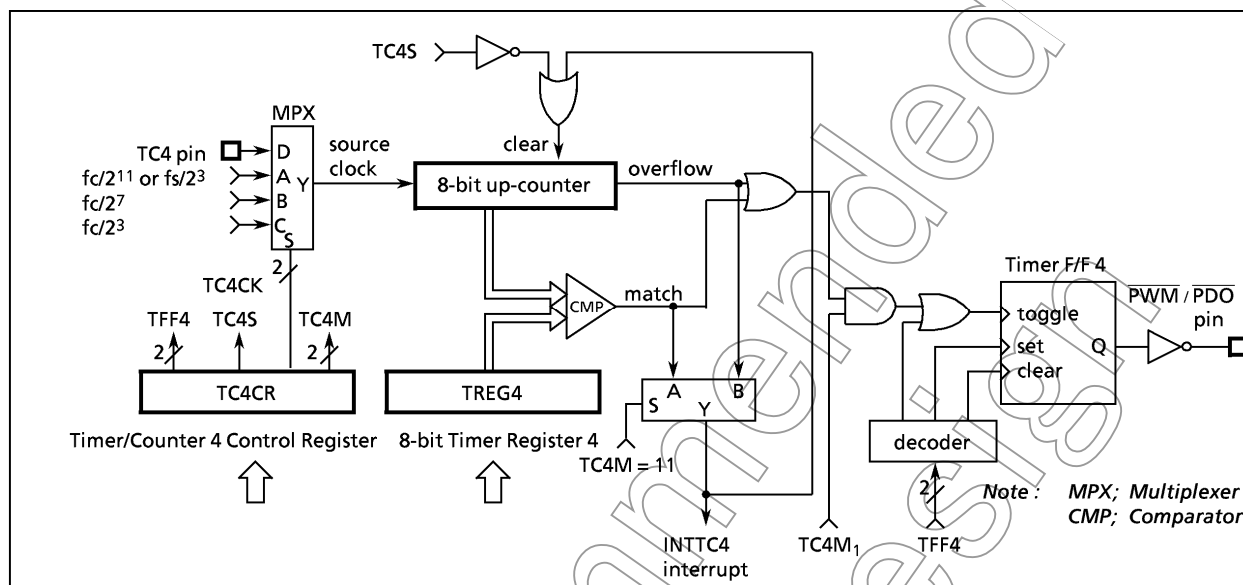 TC4S
MPX
TC4 pin
fc/2¹¹ or fs/2³
fc/2⁷
fc/2³
D
A
B
C
Y
S
source
clock
clear
8-bit up-counter
overflow
2
TC4CK
TFF4
TC4S
TC4M
2
2
TC4CR
Timer/Counter 4 Control Register
CMP
match
TREG4
8-bit Timer Register 4
S
A
Y
B
TC4M = 11
INTTC4
interrupt
TC4M₁
Timer F/F 4
toggle
set
clear
Q
PWM / PDO
pin
decoder
2
TFF4
Note : MPX; Multiplexer
CMP; Comparator